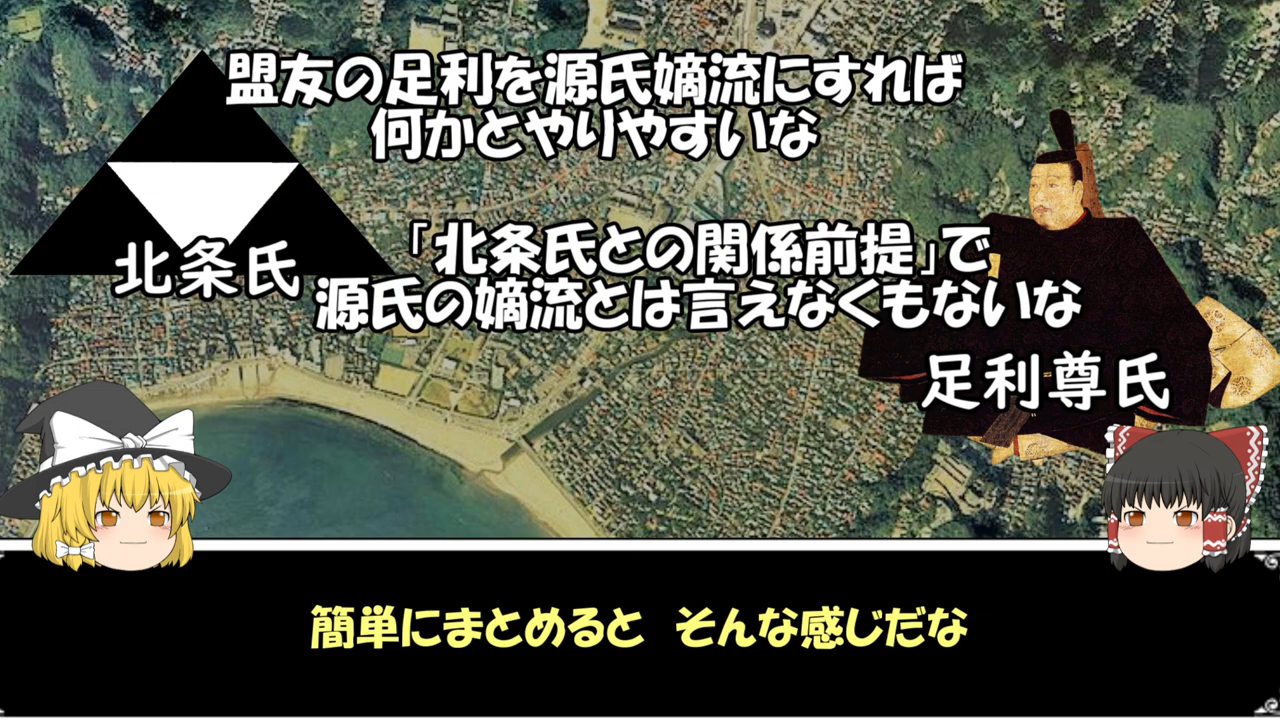 盟友の足利を源氏嫡流にすれば
何かとやりやすいな
北条氏
「北条氏との関係前提」で
源氏の嫡流とは言えなくもないな
足利尊氏
簡単にまとめると そんな感じだな